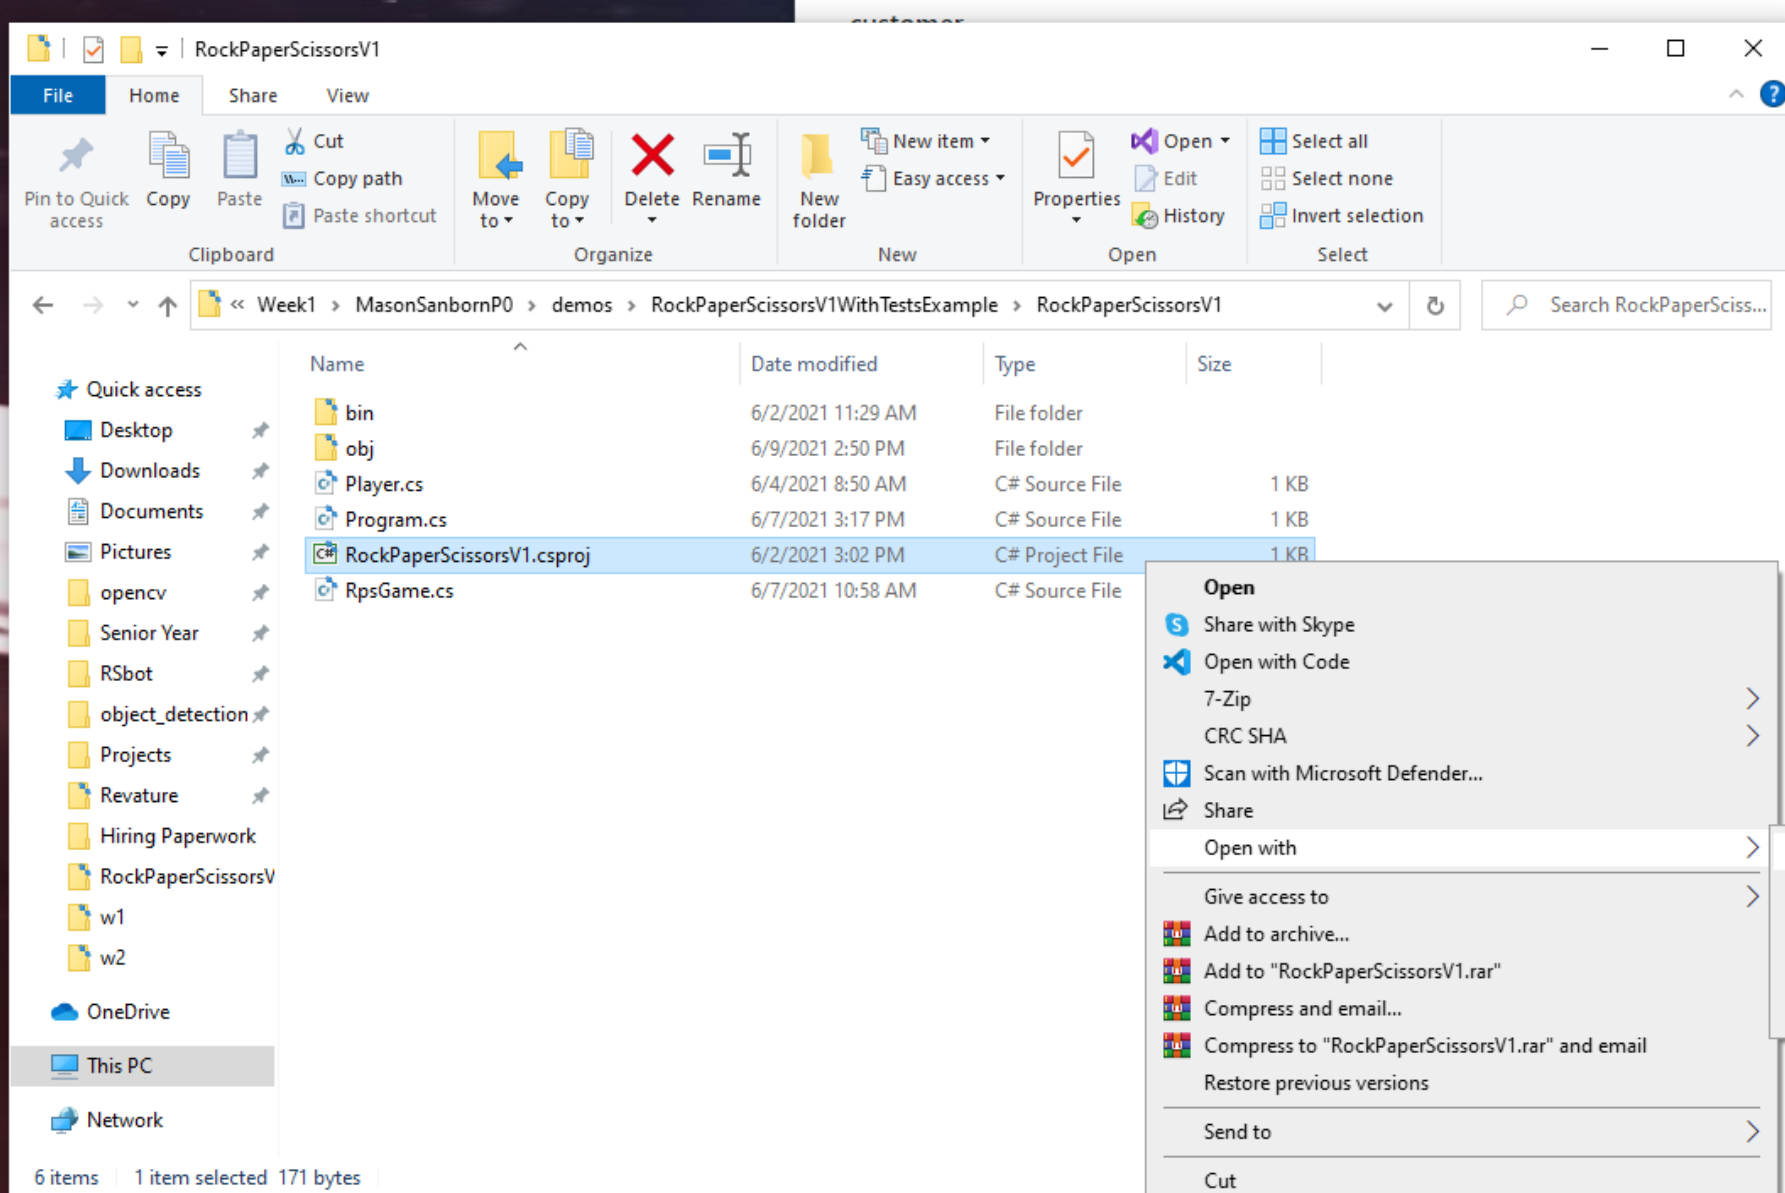 customer
RockPaperScissorsV1
File Home Share View
Pin to Quick access
Copy
Paste
Cut
Copy path
Paste shortcut
Clipboard
Move to
Copy to
Delete
Rename
Organize
New folder
New item
Easy access
New
Properties
Open
Edit
History
Open
Select all
Select none
Invert selection
Select
« Week1 > MasonSanbornP0 > demos > RockPaperScissorsV1WithTestsExample > RockPaperScissorsV1
Search RockPaperSciss...
Name Date modified Type Size
Quick access
Desktop
Downloads
Documents
Pictures
opencv
Senior Year
RSbot
object_detection
Projects
Revature
Hiring Paperwork
RockPaperScissorsV
w1
w2
OneDrive
This PC
Network
bin 6/2/2021 11:29 AM File folder
obj 6/9/2021 2:50 PM File folder
Player.cs 6/4/2021 8:50 AM C# Source File 1 KB
Program.cs 6/7/2021 3:17 PM C# Source File 1 KB
RockPaperScissorsV1.csproj 6/2/2021 3:02 PM C# Project File 1 KB
RpsGame.cs 6/7/2021 10:58 AM C# Source File
Open
Share with Skype
Open with Code
7-Zip
CRC SHA
Scan with Microsoft Defender...
Share
Open with
Give access to
Add to archive...
Add to "RockPaperScissorsV1.rar"
Compress and email...
Compress to "RockPaperScissorsV1.rar" and email
Restore previous versions
Send to
Cut
6 items 1 item selected 171 bytes